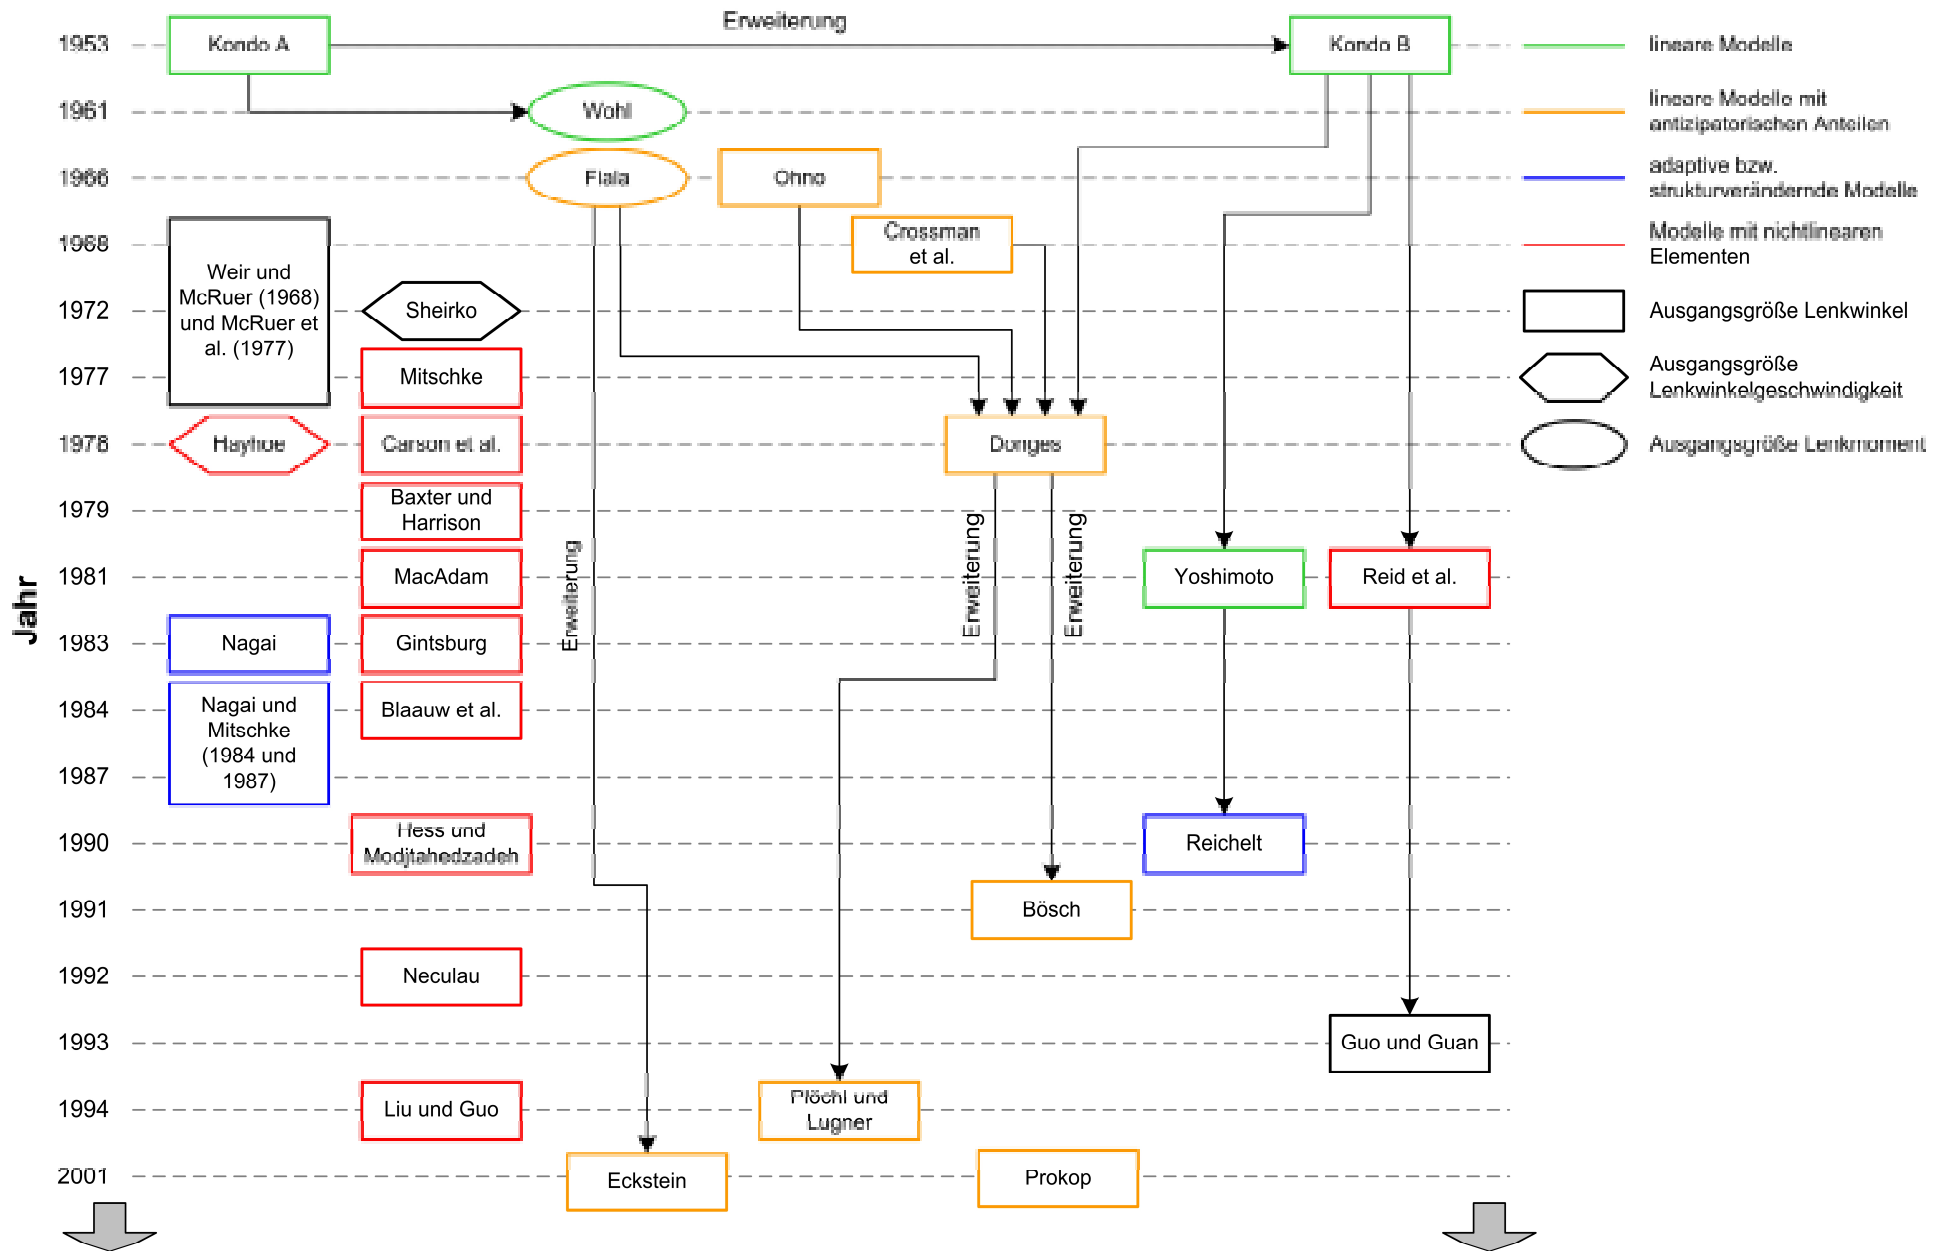 Erweiterung
1953
Kondo A
Kondo B
lineare Modelle
1961
Wohl
lineare Modelle mit
antizipatorischen Anteilen
1966
Fiala
Ohno
adaptive bzw.
strukturverändernde Modelle
1968
Crossman
et al.
Modelle mit nichtlinearen
Elementen
Weir und
McRuer (1968)
und McRuer et
al. (1977)
1972
Sheirko
Ausgangsgröße Lenkwinkel
1977
Mitschke
Ausgangsgröße
Lenkwinkelgeschwindigkeit
1978
Hayhoe
Carson et al.
Donges
Ausgangsgröße Lenkmoment
1979
Baxter und
Harrison
Erweiterung
Erweiterung
Erweiterung
1981
MacAdam
Yoshimoto
Reid et al.
Jahr
1983
Nagai
Gintsburg
1984
Nagai und
Mitschke
(1984 und
1987)
Blaauw et al.
1987
1990
Hess und
Modjtahedzadeh
Reichelt
1991
Bösch
1992
Neculau
1993
Guo und Guan
1994
Liu und Guo
Plöchl und
Lugner
2001
Eckstein
Prokop